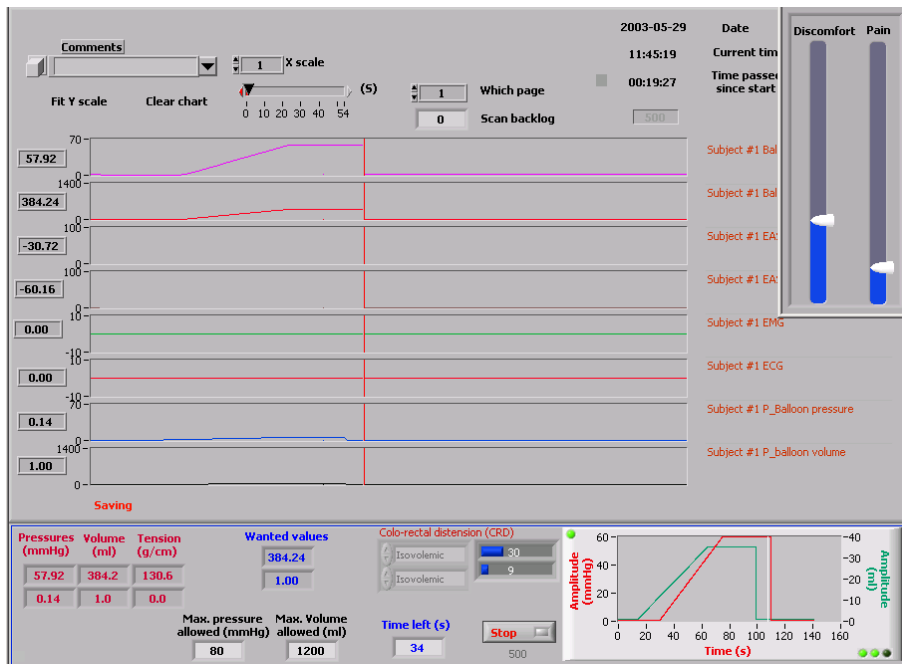 2003-05-29 Date
Discomfort Pain
Comments
11:45:19 Current tim
1 X scale
00:19:27 Time passe
since start
(S)
Fit Y scale Clear chart
1 Which page
0 10 20 30 40 54
0 Scan backlog
500
70
57.92
0
Subject #1 Bal
1400
384.24
0
Subject #1 Bal
100
-30.72
0
Subject #1 EA
100
-60.16
0
Subject #1 EA
10
0.00
-10
Subject #1 EMG
10
0.00
-10
Subject #1 ECG
70
0.14
0
Subject #1 P_Balloon pressure
1400
1.00
0
Subject #1 P_balloon volume
Saving
Pressures Volume Tension
(mmHg) (ml) (g/cm)
57.92 384.2 130.6
0.14 1.0 0.0
Wanted values
384.24
1.00
Colo-rectal distension (CRD)
Isovolemic 30
Isovolemic 9
Max. pressure Max. Volume
allowed (mmHg) allowed (ml)
80 1200
Time left (s)
34
Stop
500
Amplitude
(mmHg)
60
40
20
0
0 20 40 60 80 100 120 140 160
Time (s)
40
30
20
10
0
Amplitude
(ml)